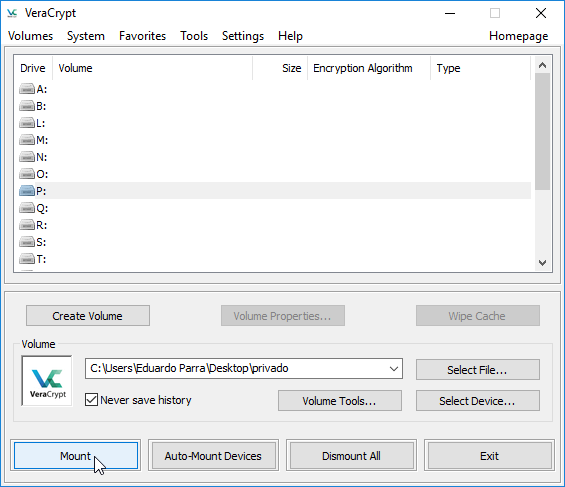 VeraCrypt
Volumes System Favorites Tools Settings Help Homepage
Drive Volume Size Encryption Algorithm Type
A:
B:
L:
M:
N:
O:
P:
Q:
R:
S:
T:
Create Volume Volume Properties... Wipe Cache
Volume
C:\Users\Eduardo Parra\Desktop\privado Select File...
VeraCrypt
Never save history Volume Tools... Select Device...
Mount Auto-Mount Devices Dismount All Exit